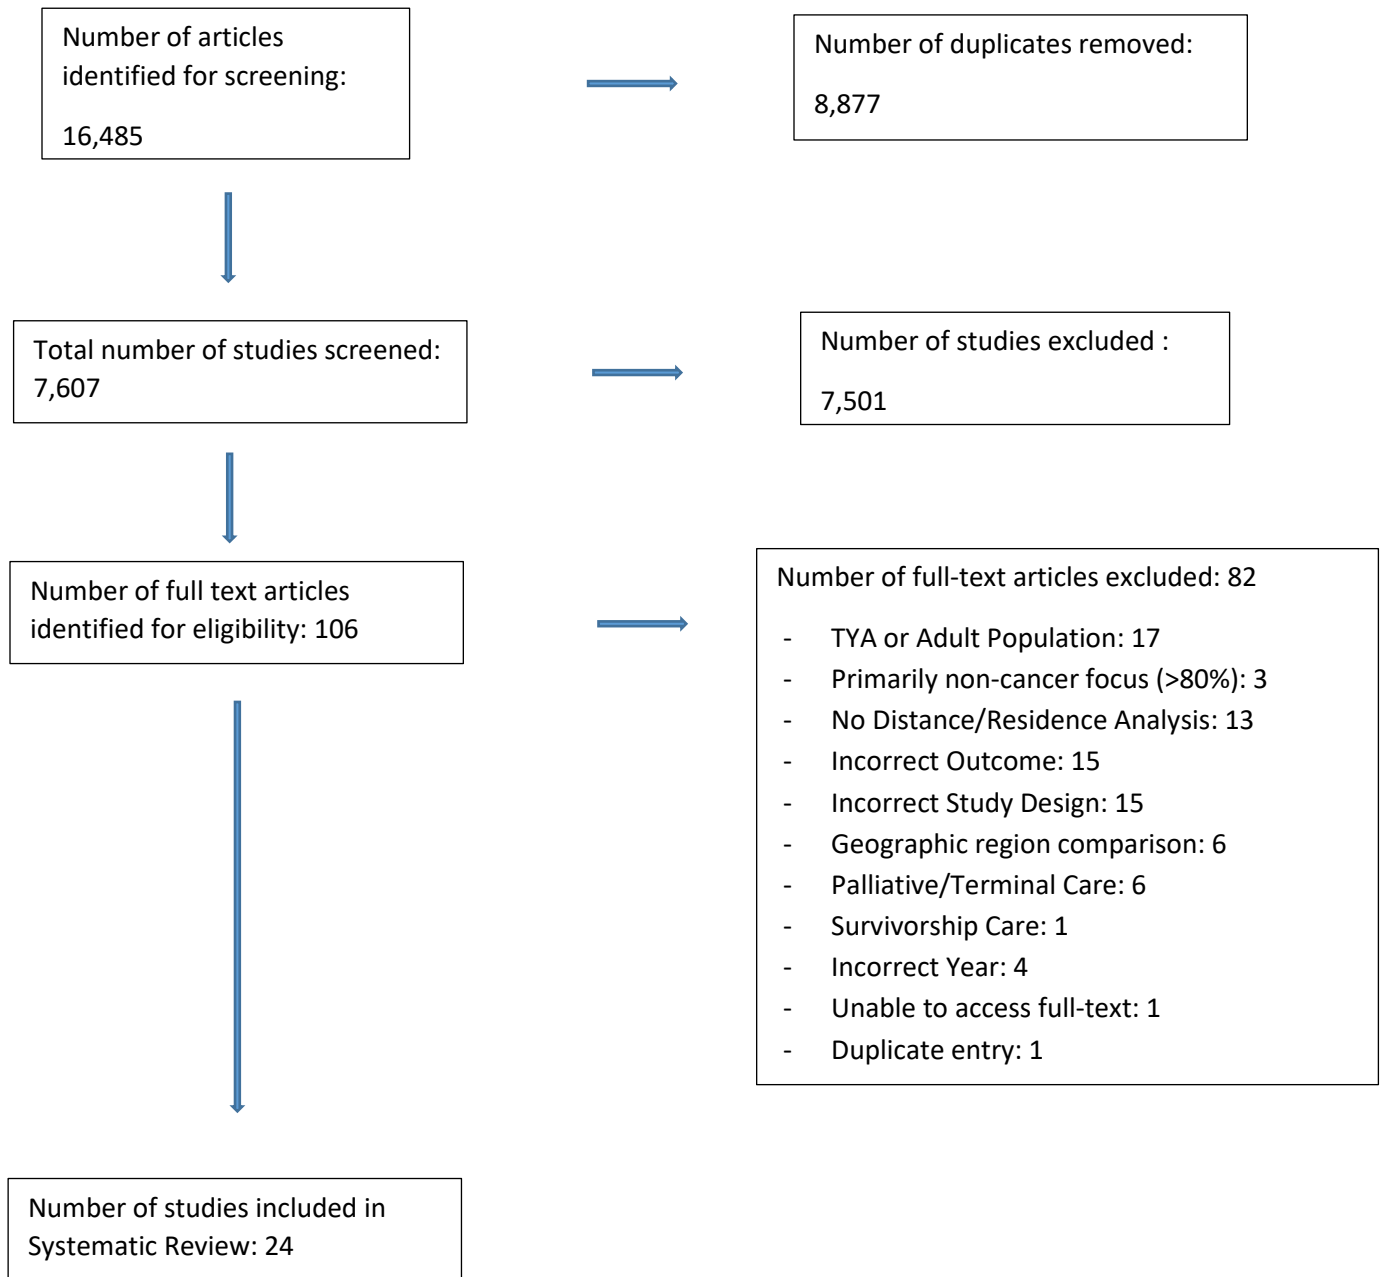 Number of articles
identified for screening:
16,485
Number of duplicates removed:
8,877
Total number of studies screened:
7,607
Number of studies excluded :
7,501
Number of full text articles
identified for eligibility: 106
Number of full-text articles excluded: 82
- TYA or Adult Population: 17
- Primarily non-cancer focus (>80%): 3
- No Distance/Residence Analysis: 13
- Incorrect Outcome: 15
- Incorrect Study Design: 15
- Geographic region comparison: 6
- Palliative/Terminal Care: 6
- Survivorship Care: 1
- Incorrect Year: 4
- Unable to access full-text: 1
- Duplicate entry: 1
Number of studies included in
Systematic Review: 24